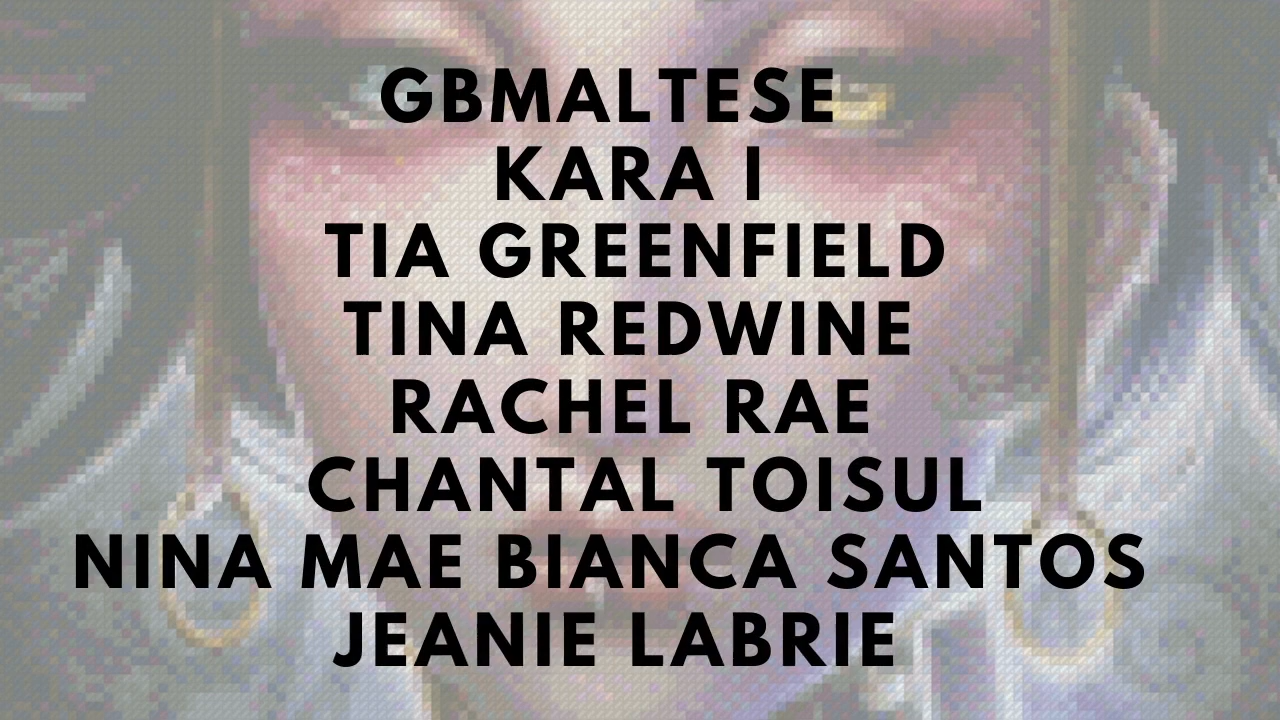 GBMALTESE
KARA I
TIA GREENFIELD
TINA REDWINE
RACHEL RAE
CHANTAL TOISUL
NINA MAE BIANCA SANTOS
JEANIE LABRIE